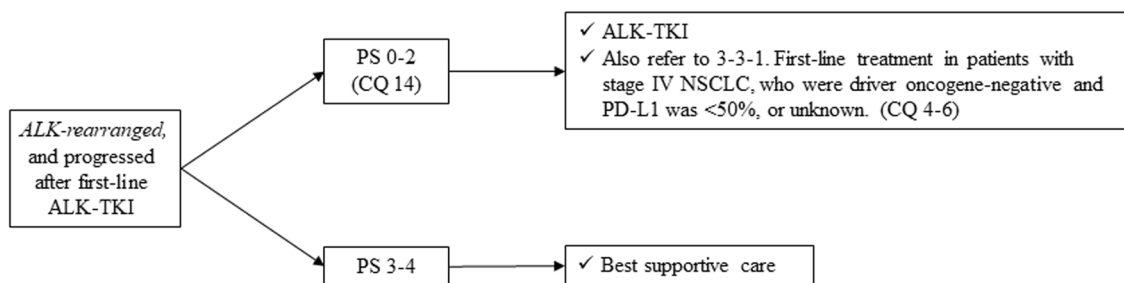 ALK-rearranged,
and progressed
after first-line
ALK-TKI
PS 0-2
(CQ 14)
✓ ALK-TKI
✓ Also refer to 3-3-1. First-line treatment in patients with
stage IV NSCLC, who were driver oncogene-negative and
PD-L1 was <50%, or unknown. (CQ 4-6)
PS 3-4
✓ Best supportive care